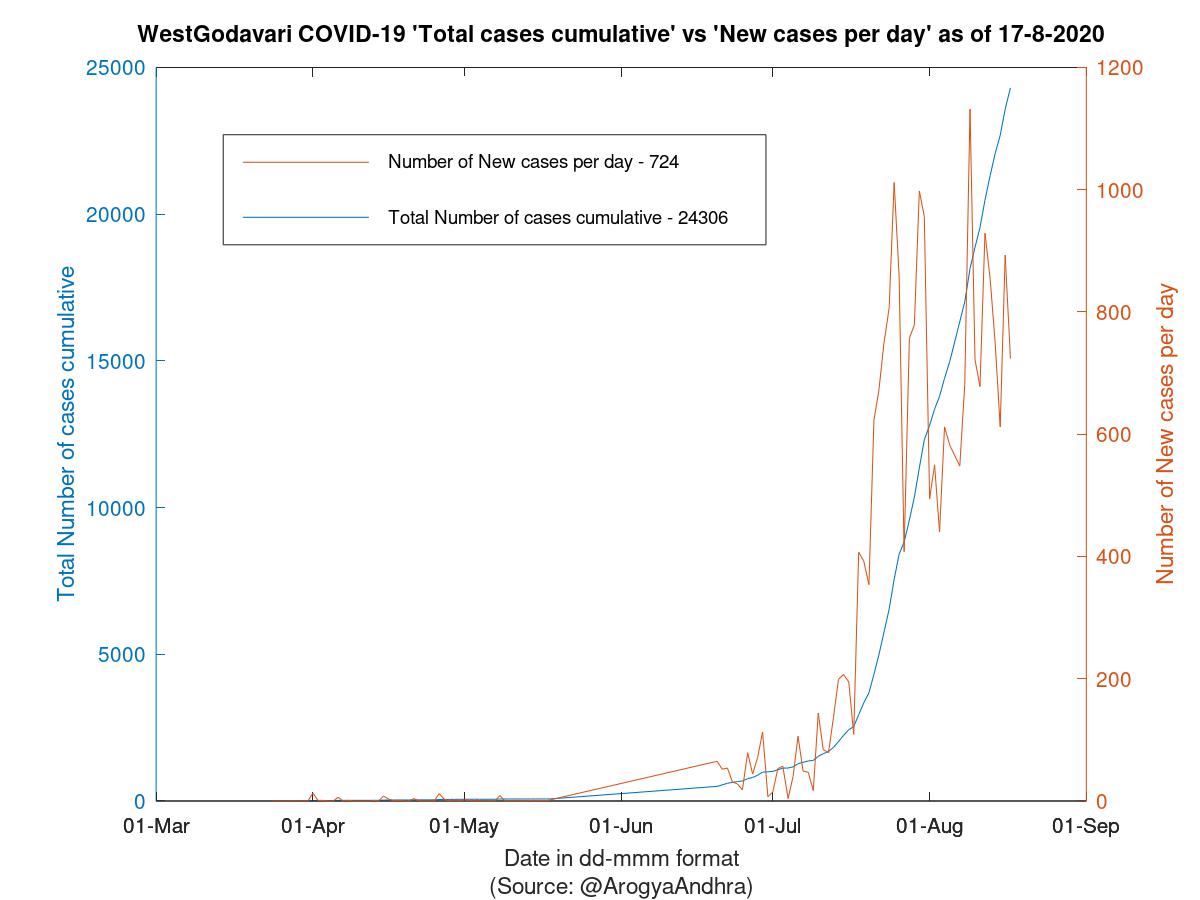 WestGodavari COVID-19 'Total cases cumulative' vs 'New cases per day' as of 17-8-2020
25000
20000
15000
10000
5000
0
Total Number of cases cumulative
Number of New cases per day - 724
Total Number of cases cumulative - 24306
1200
1000
800
600
400
200
0
Number of New cases per day
01-Mar 01-Apr 01-May 01-Jun 01-Jul 01-Aug 01-Sep
Date in dd-mmm format
(Source: @ArogyaAndhra)